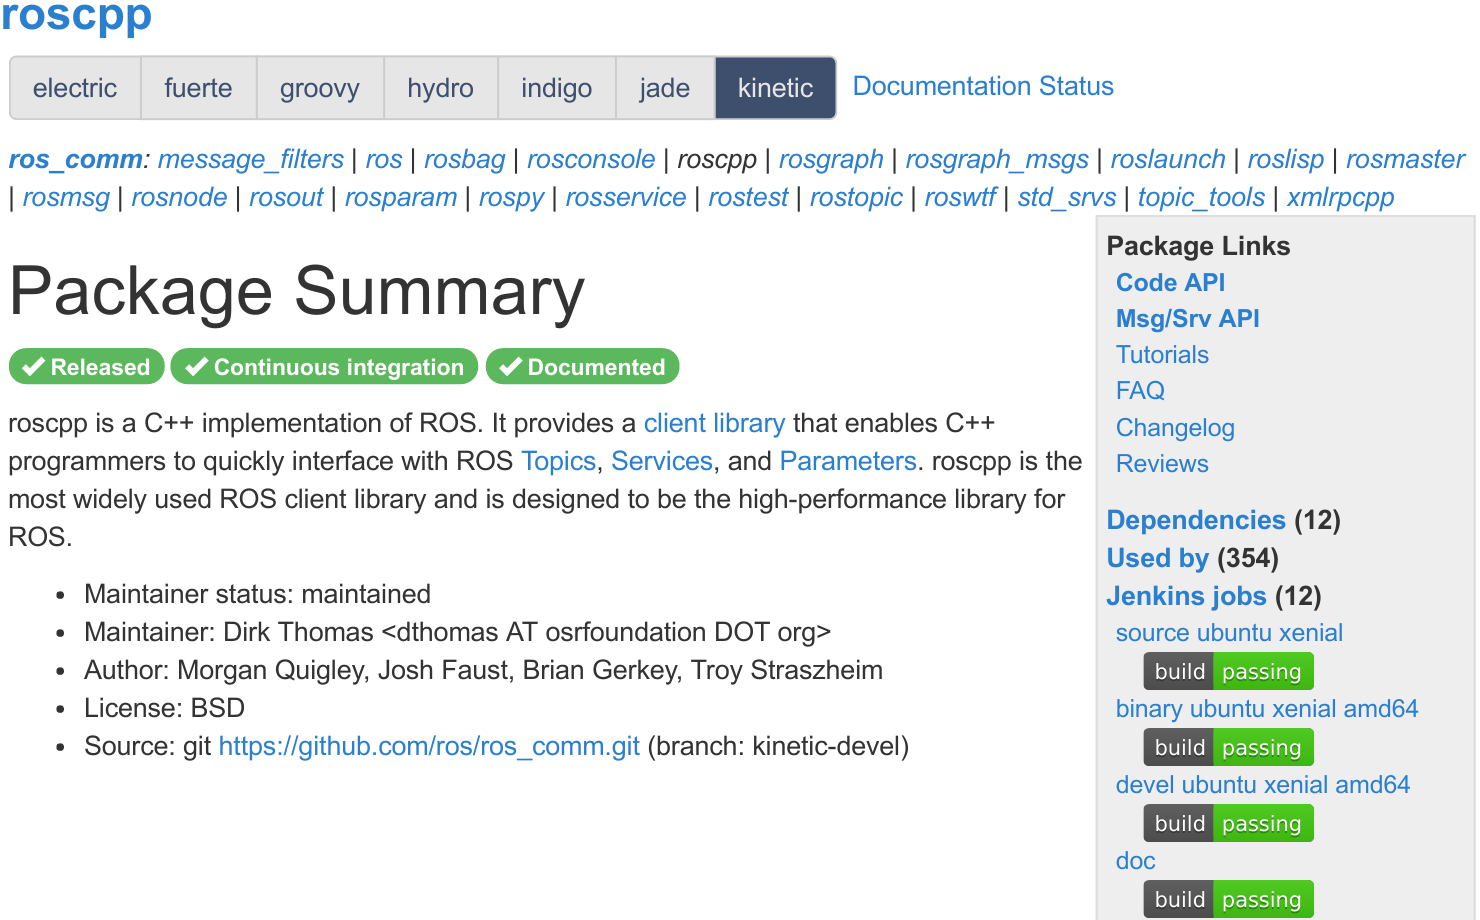 roscpp
electric fuerte groovy hydro indigo jade kinetic Documentation Status
ros_comm: message_filters | ros | rosbag | rosconsole | roscpp | rosgraph | rosgraph_msgs | roslaunch | roslisp | rosmaster
| rosmsg | rosnode | rosout | rosparam | rospy | rosservice | rostest | rostopic | roswtf | std_srvs | topic_tools | xmlrpcpp
Package Summary
Released Continuous integration Documented
roscpp is a C++ implementation of ROS. It provides a client library that enables C++
programmers to quickly interface with ROS Topics, Services, and Parameters. roscpp is the
most widely used ROS client library and is designed to be the high-performance library for
ROS.
• Maintainer status: maintained
• Maintainer: Dirk Thomas <dthomas AT osrfoundation DOT org>
• Author: Morgan Quigley, Josh Faust, Brian Gerkey, Troy Straszheim
• License: BSD
• Source: git https://github.com/ros/ros_comm.git (branch: kinetic-devel)
Package Links
Code API
Msg/Srv API
Tutorials
FAQ
Changelog
Reviews
Dependencies (12)
Used by (354)
Jenkins jobs (12)
source ubuntu xenial
build passing
binary ubuntu xenial amd64
build passing
devel ubuntu xenial amd64
build passing
doc
build passing